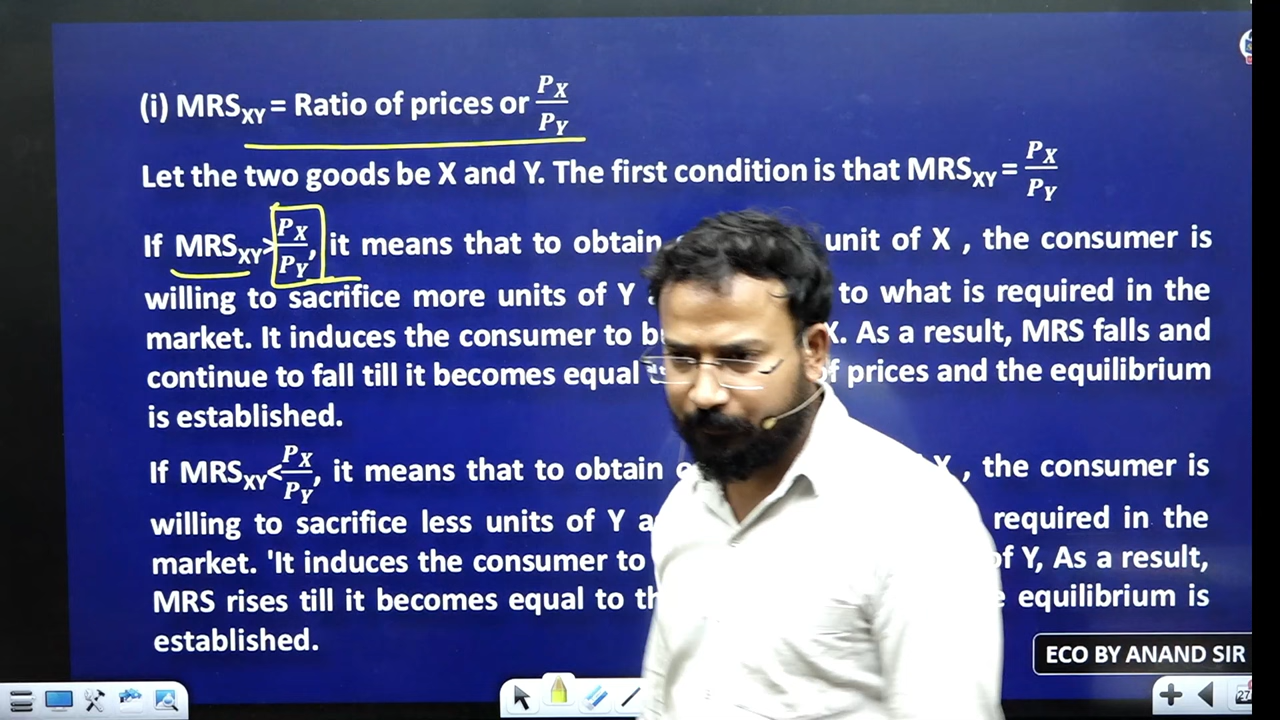 (i) MRSXY = Ratio of prices or PX/PY
Let the two goods be X and Y. The first condition is that MRSXY = PX/PY
If MRSXY > PX/PY, it means that to obtain unit of X , the consumer is
willing to sacrifice more units of Y to what is required in the
market. It induces the consumer to X. As a result, MRS falls and
continue to fall till it becomes equal of prices and the equilibrium
is established.
If MRSXY < PX/PY, it means that to obtain X , the consumer is
willing to sacrifice less units of Y required in the
market. 'It induces the consumer to of Y, As a result,
MRS rises till it becomes equal to equilibrium is
established.
ECO BY ANAND SIR